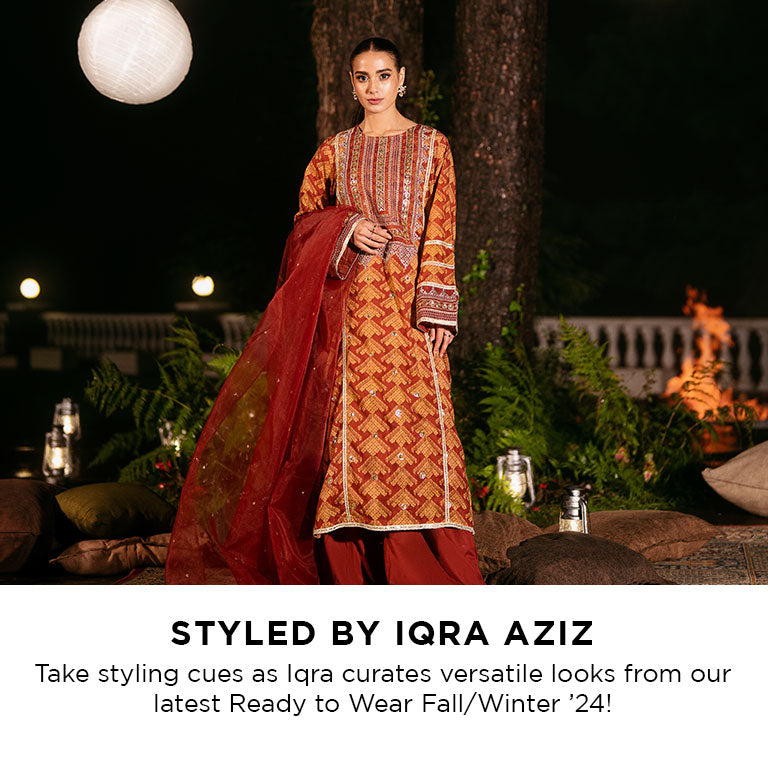 STYLED BY IQRA AZIZ
Take styling cues as Iqra curates versatile looks from our
latest Ready to Wear Fall/Winter ’24!